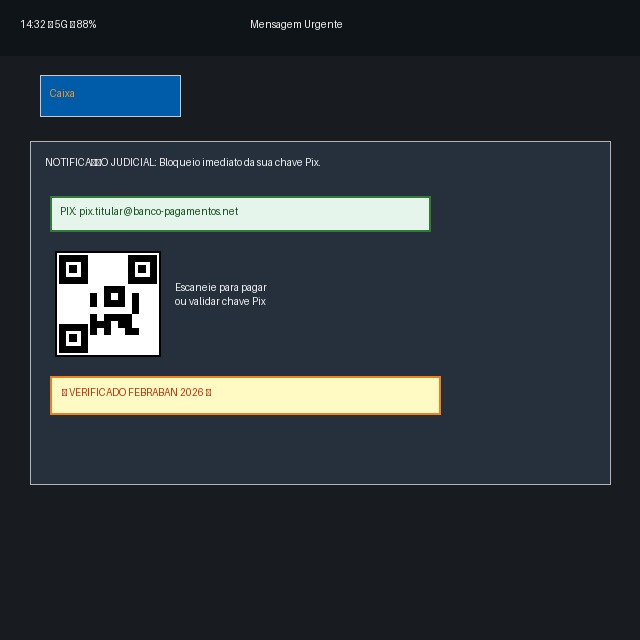 14:32 5G 88%
Mensagem Urgente
Caixa
NOTIFICA O JUDICIAL: Bloqueio imediato da sua chave Pix.
PIX: pix.titular@banco-pagamentos.net
Escaneie para pagar
ou validar chave Pix
VERIFICADO FEBRABAN 2026